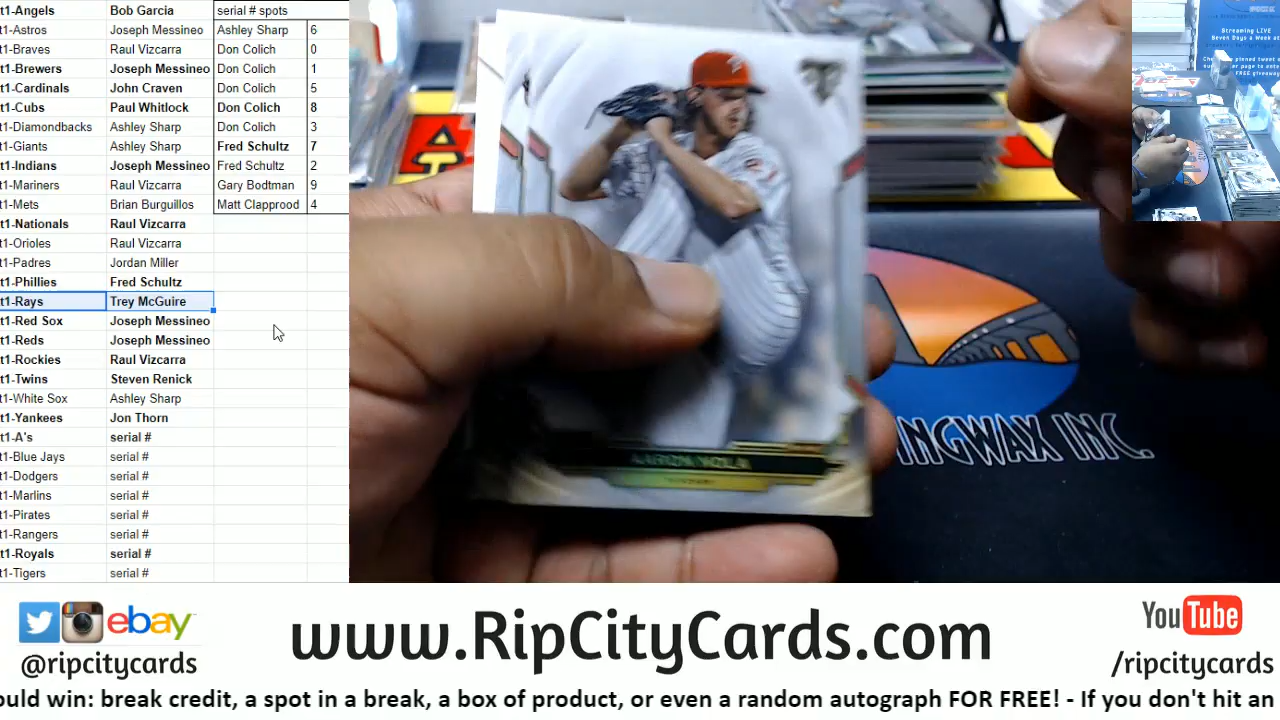 t1-Angels Bob Garcia serial # spots
t1-Astros Joseph Messineo Ashley Sharp 6
t1-Braves Raul Vizcarra Don Colich 0
t1-Brewers Joseph Messineo Don Colich 1
t1-Cardinals John Craven Don Colich 5
t1-Cubs Paul Whitlock Don Colich 8
t1-Diamondbacks Ashley Sharp Don Colich 3
t1-Giants Ashley Sharp Fred Schultz 7
t1-Indians Joseph Messineo Fred Schultz 2
t1-Mariners Raul Vizcarra Gary Bodtman 9
t1-Mets Brian Burguillos Matt Clapprood 4
t1-Nationals Raul Vizcarra
t1-Orioles Raul Vizcarra
t1-Padres Jordan Miller
t1-Phillies Fred Schultz
t1-Rays Trey McGuire
t1-Red Sox Joseph Messineo
t1-Reds Joseph Messineo
t1-Rockies Raul Vizcarra
t1-Twins Steven Renick
t1-White Sox Ashley Sharp
t1-Yankees Jon Thorn
t1-A's serial #
t1-Blue Jays serial #
t1-Dodgers serial #
t1-Marlins serial #
t1-Pirates serial #
t1-Rangers serial #
t1-Royals serial #
t1-Tigers serial #
Streaming LIVE
Seven Days a Week at
FREE
AARON NOLA
INGWAX INC.
ebay
@ripcitycards
www.RipCityCards.com
YouTube
/ripcitycards
ould win: break credit, a spot in a break, a box of product, or even a random autograph FOR FREE! - If you don't hit an